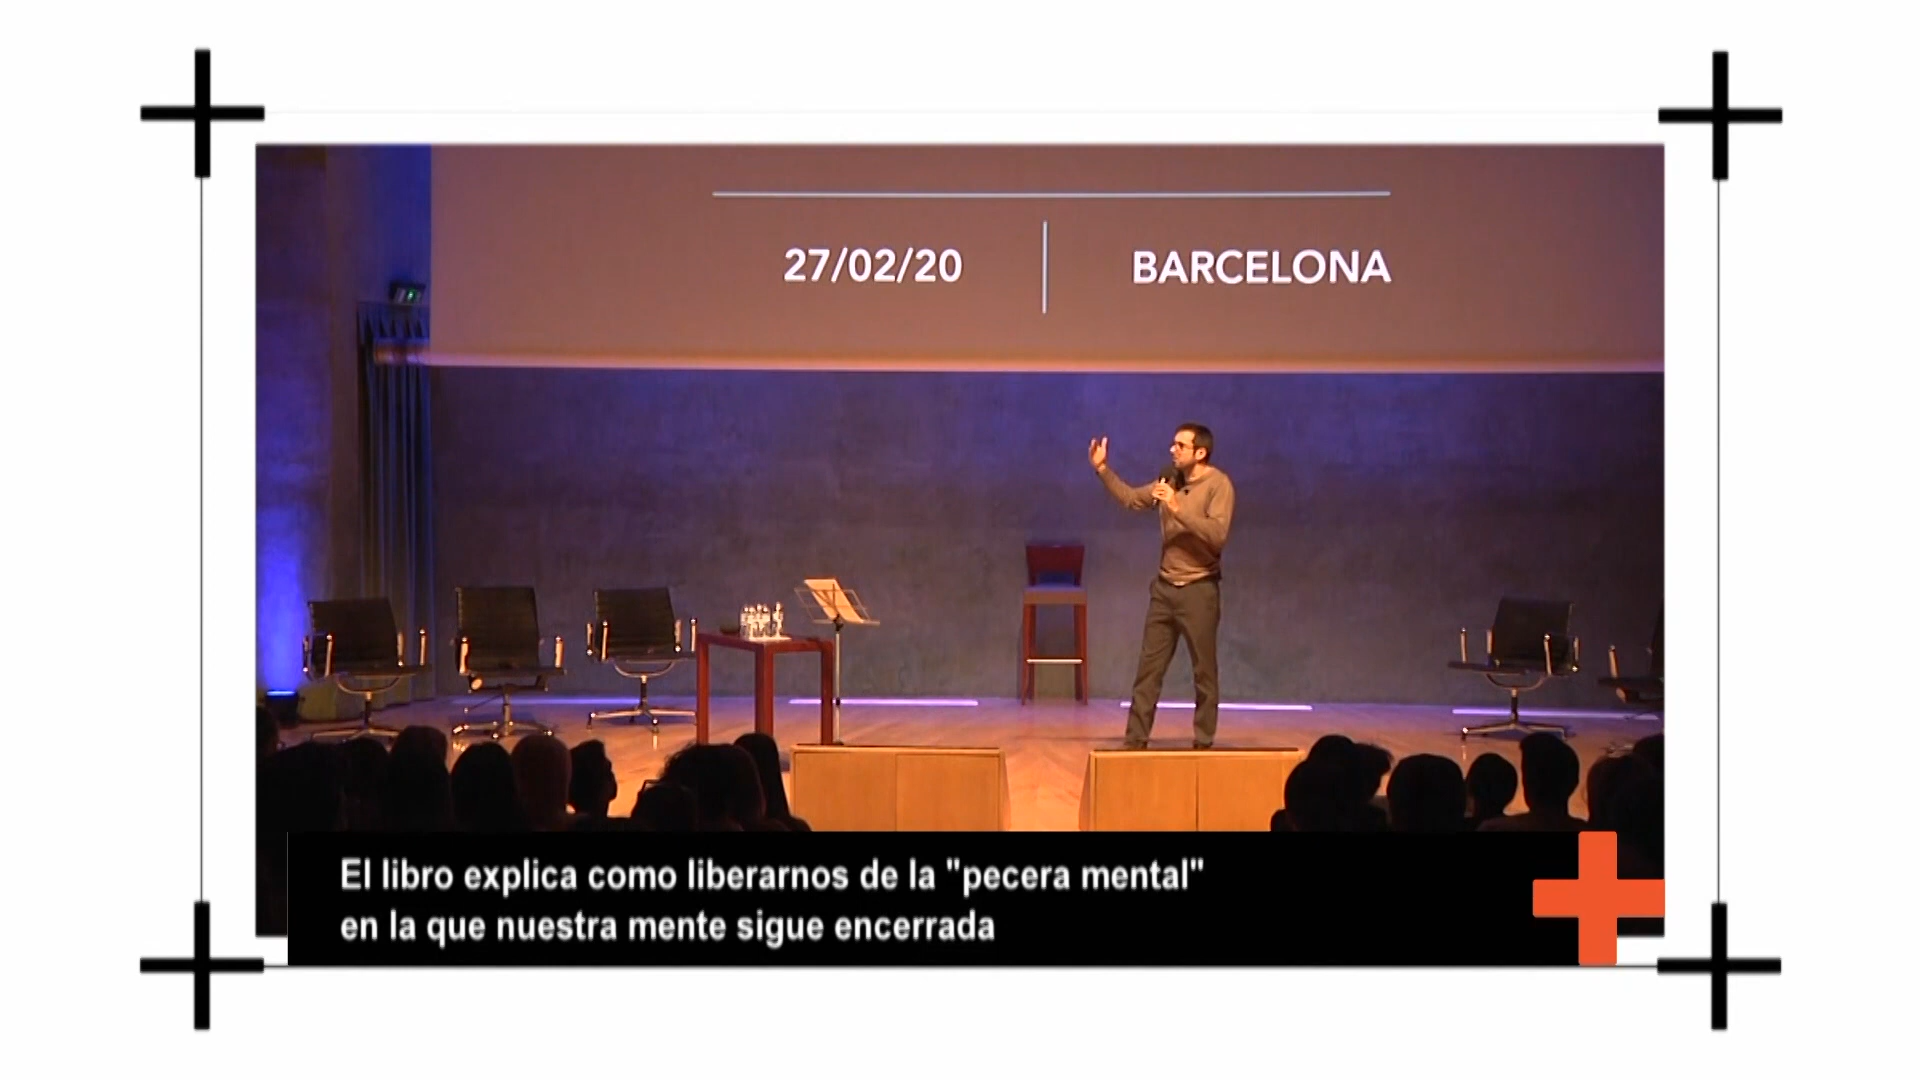 27/02/20
BARCELONA
El libro explica como liberarnos de la "pecera mental"
en la que nuestra mente sigue encerrada